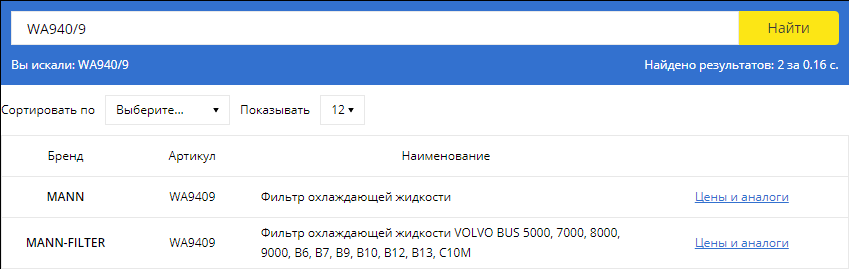 WA940/9 Найти
Вы искали: WA940/9 Найдено результатов: 2 за 0.16 с.
Сортировать по Выберите... Показывать 12
Бренд Артикул Наименование
MANN WA9409 Фильтр охлаждающей жидкости Цены и аналоги
MANN-FILTER WA9409 Фильтр охлаждающей жидкости VOLVO BUS 5000, 7000, 8000, Цены и аналоги
9000, B6, B7, B9, B10, B12, B13, C10M